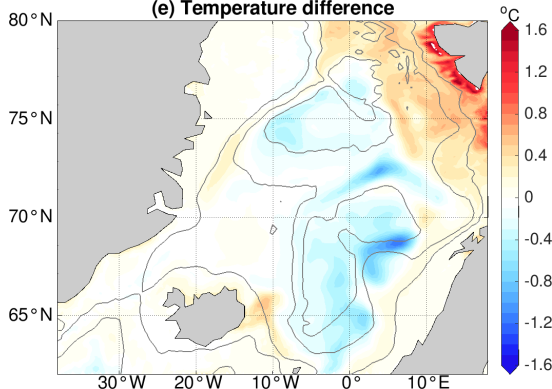 (e) Temperature difference
°C
80° N
75° N
70° N
65° N
30° W
20° W
10° W
0°
10° E
1.6
1.2
0.8
0.4
0
-0.4
-0.8
-1.2
-1.6